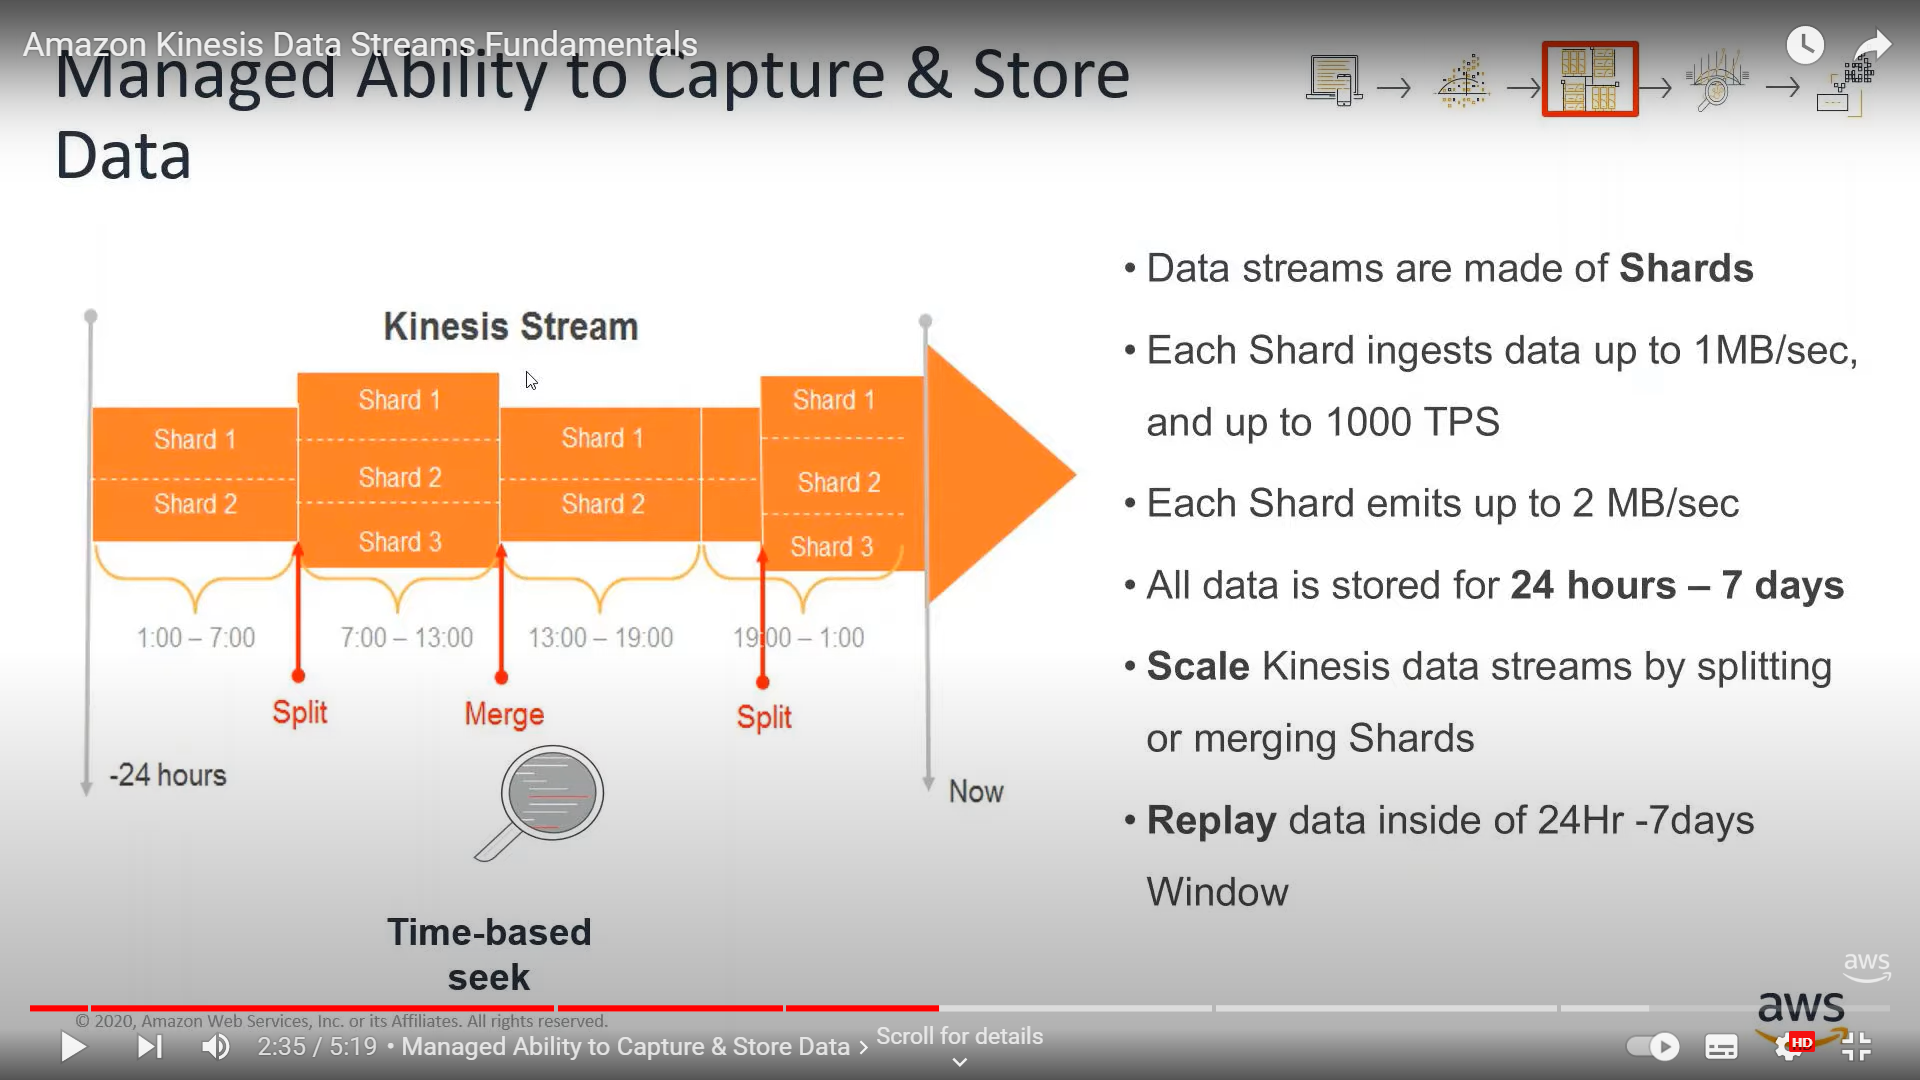 Amazon Kinesis Data Streams Fundamentals
Managed Ability to Capture & Store
Data
Kinesis Stream
Shard 1
Shard 2
Shard 1
Shard 2
Shard 3
Shard 1
Shard 2
Shard 1
Shard 2
Shard 3
1:00 – 7:00
7:00 – 13:00
13:00 – 19:00
19:00 – 1:00
Split
Merge
Split
-24 hours
Now
Time-based
seek
• Data streams are made of Shards
• Each Shard ingests data up to 1MB/sec,
and up to 1000 TPS
• Each Shard emits up to 2 MB/sec
• All data is stored for 24 hours – 7 days
• Scale Kinesis data streams by splitting
or merging Shards
• Replay data inside of 24Hr -7days
Window
aws
aws
© 2020, Amazon Web Services, Inc. or its Affiliates. All rights reserved.
2:35 / 5:19 • Managed Ability to Capture & Store Data
Scroll for details
HD